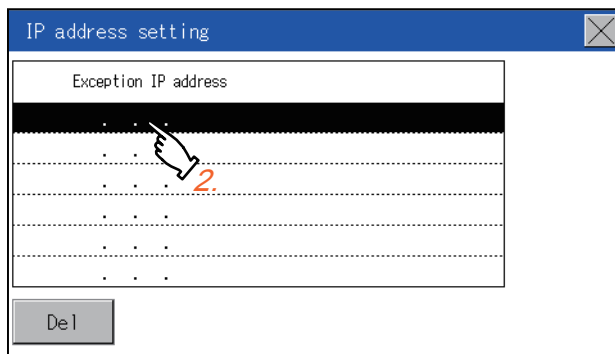 IP address setting
Exception IP address
. . .
. . .
. . .
. . .
. . .
. . .
2.
Del